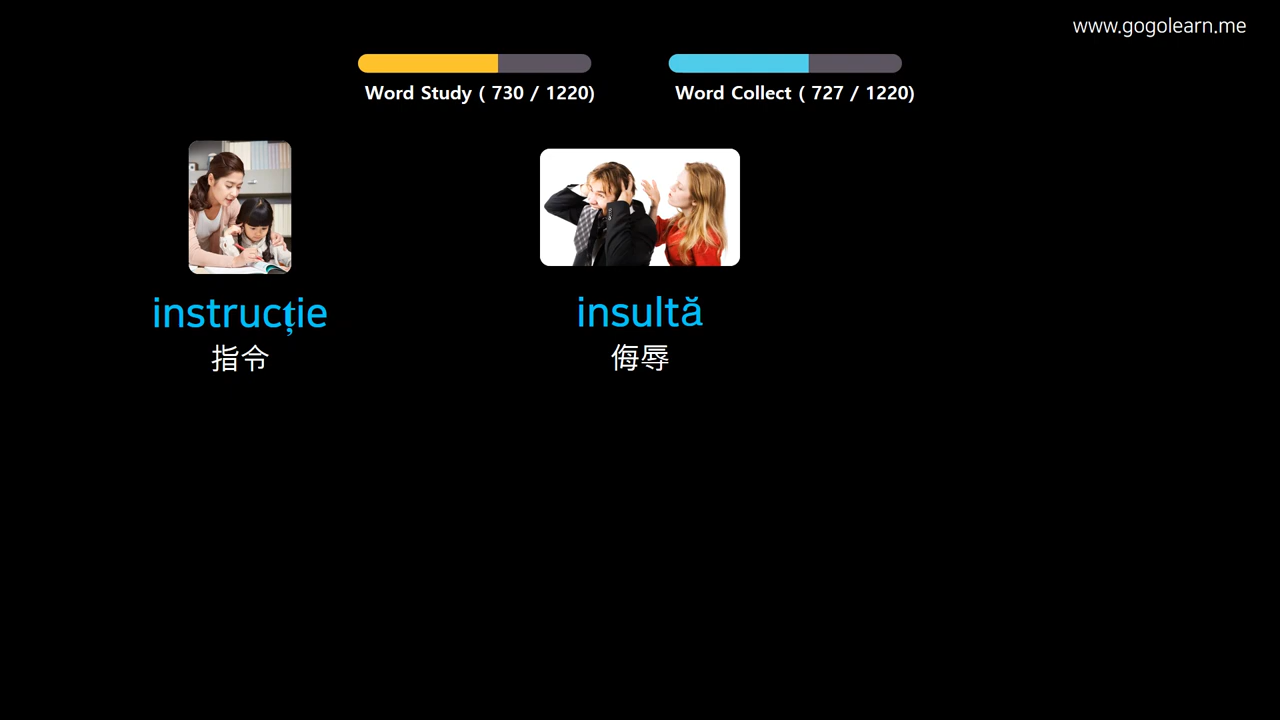 www.gogolearn.me
Word Study ( 730 / 1220)
Word Collect ( 727 / 1220)
instrucție
指令
insultă
侮辱